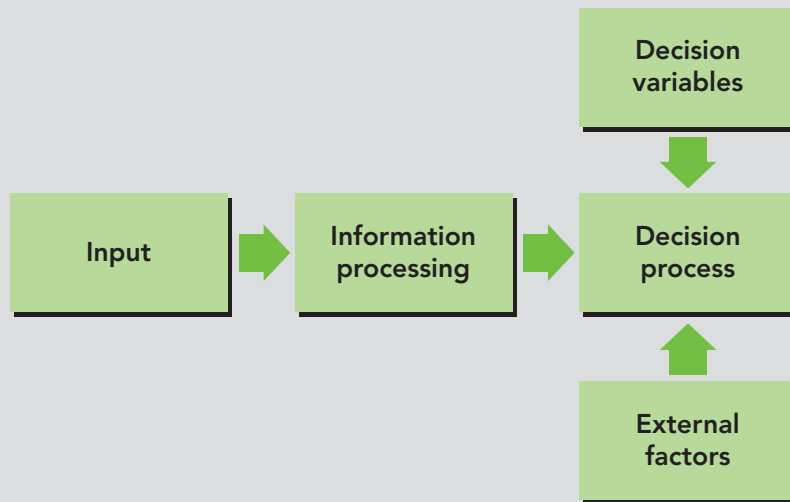 Decision
variables
Input
Information
processing
Decision
process
External
factors